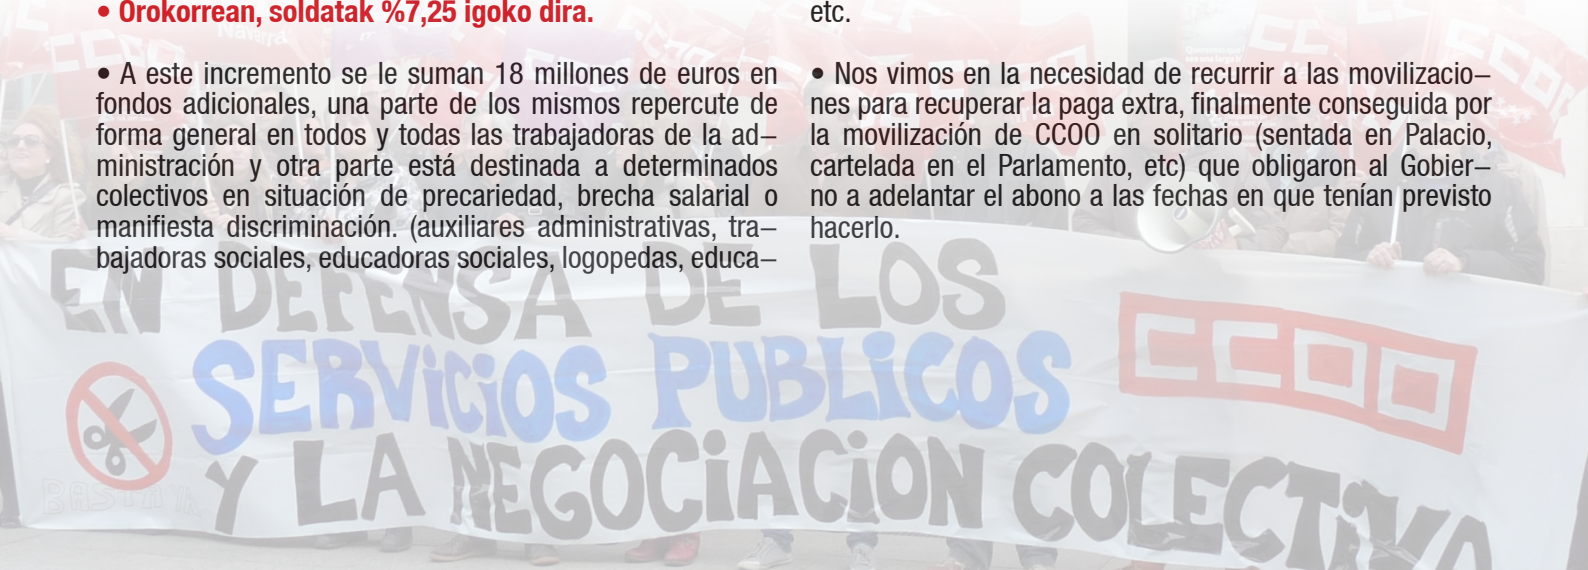 • Orokorrean, soldatak %7,25 igoko dira.
• A este incremento se le suman 18 millones de euros en
fondos adicionales, una parte de los mismos repercute de
forma general en todos y todas las trabajadoras de la ad–
ministración y otra parte está destinada a determinados
colectivos en situación de precariedad, brecha salarial o
manifiesta discriminación. (auxiliares administrativas, tra–
bajadoras sociales, educadoras sociales, logopedas, educa–
etc.
• Nos vimos en la necesidad de recurrir a las movilizacio–
nes para recuperar la paga extra, finalmente conseguida por
la movilización de CCOO en solitario (sentada en Palacio,
cartelada en el Parlamento, etc) que obligaron al Gobier–
no a adelantar el abono a las fechas en que tenían previsto
hacerlo.
EN DEFENSA DE LOS
SERViCiOS PUBLiCOS
Y LA NEGOCiACiON COLECTiVA
CCOO
BASTA YA
Navarra
CCOO
CCOO